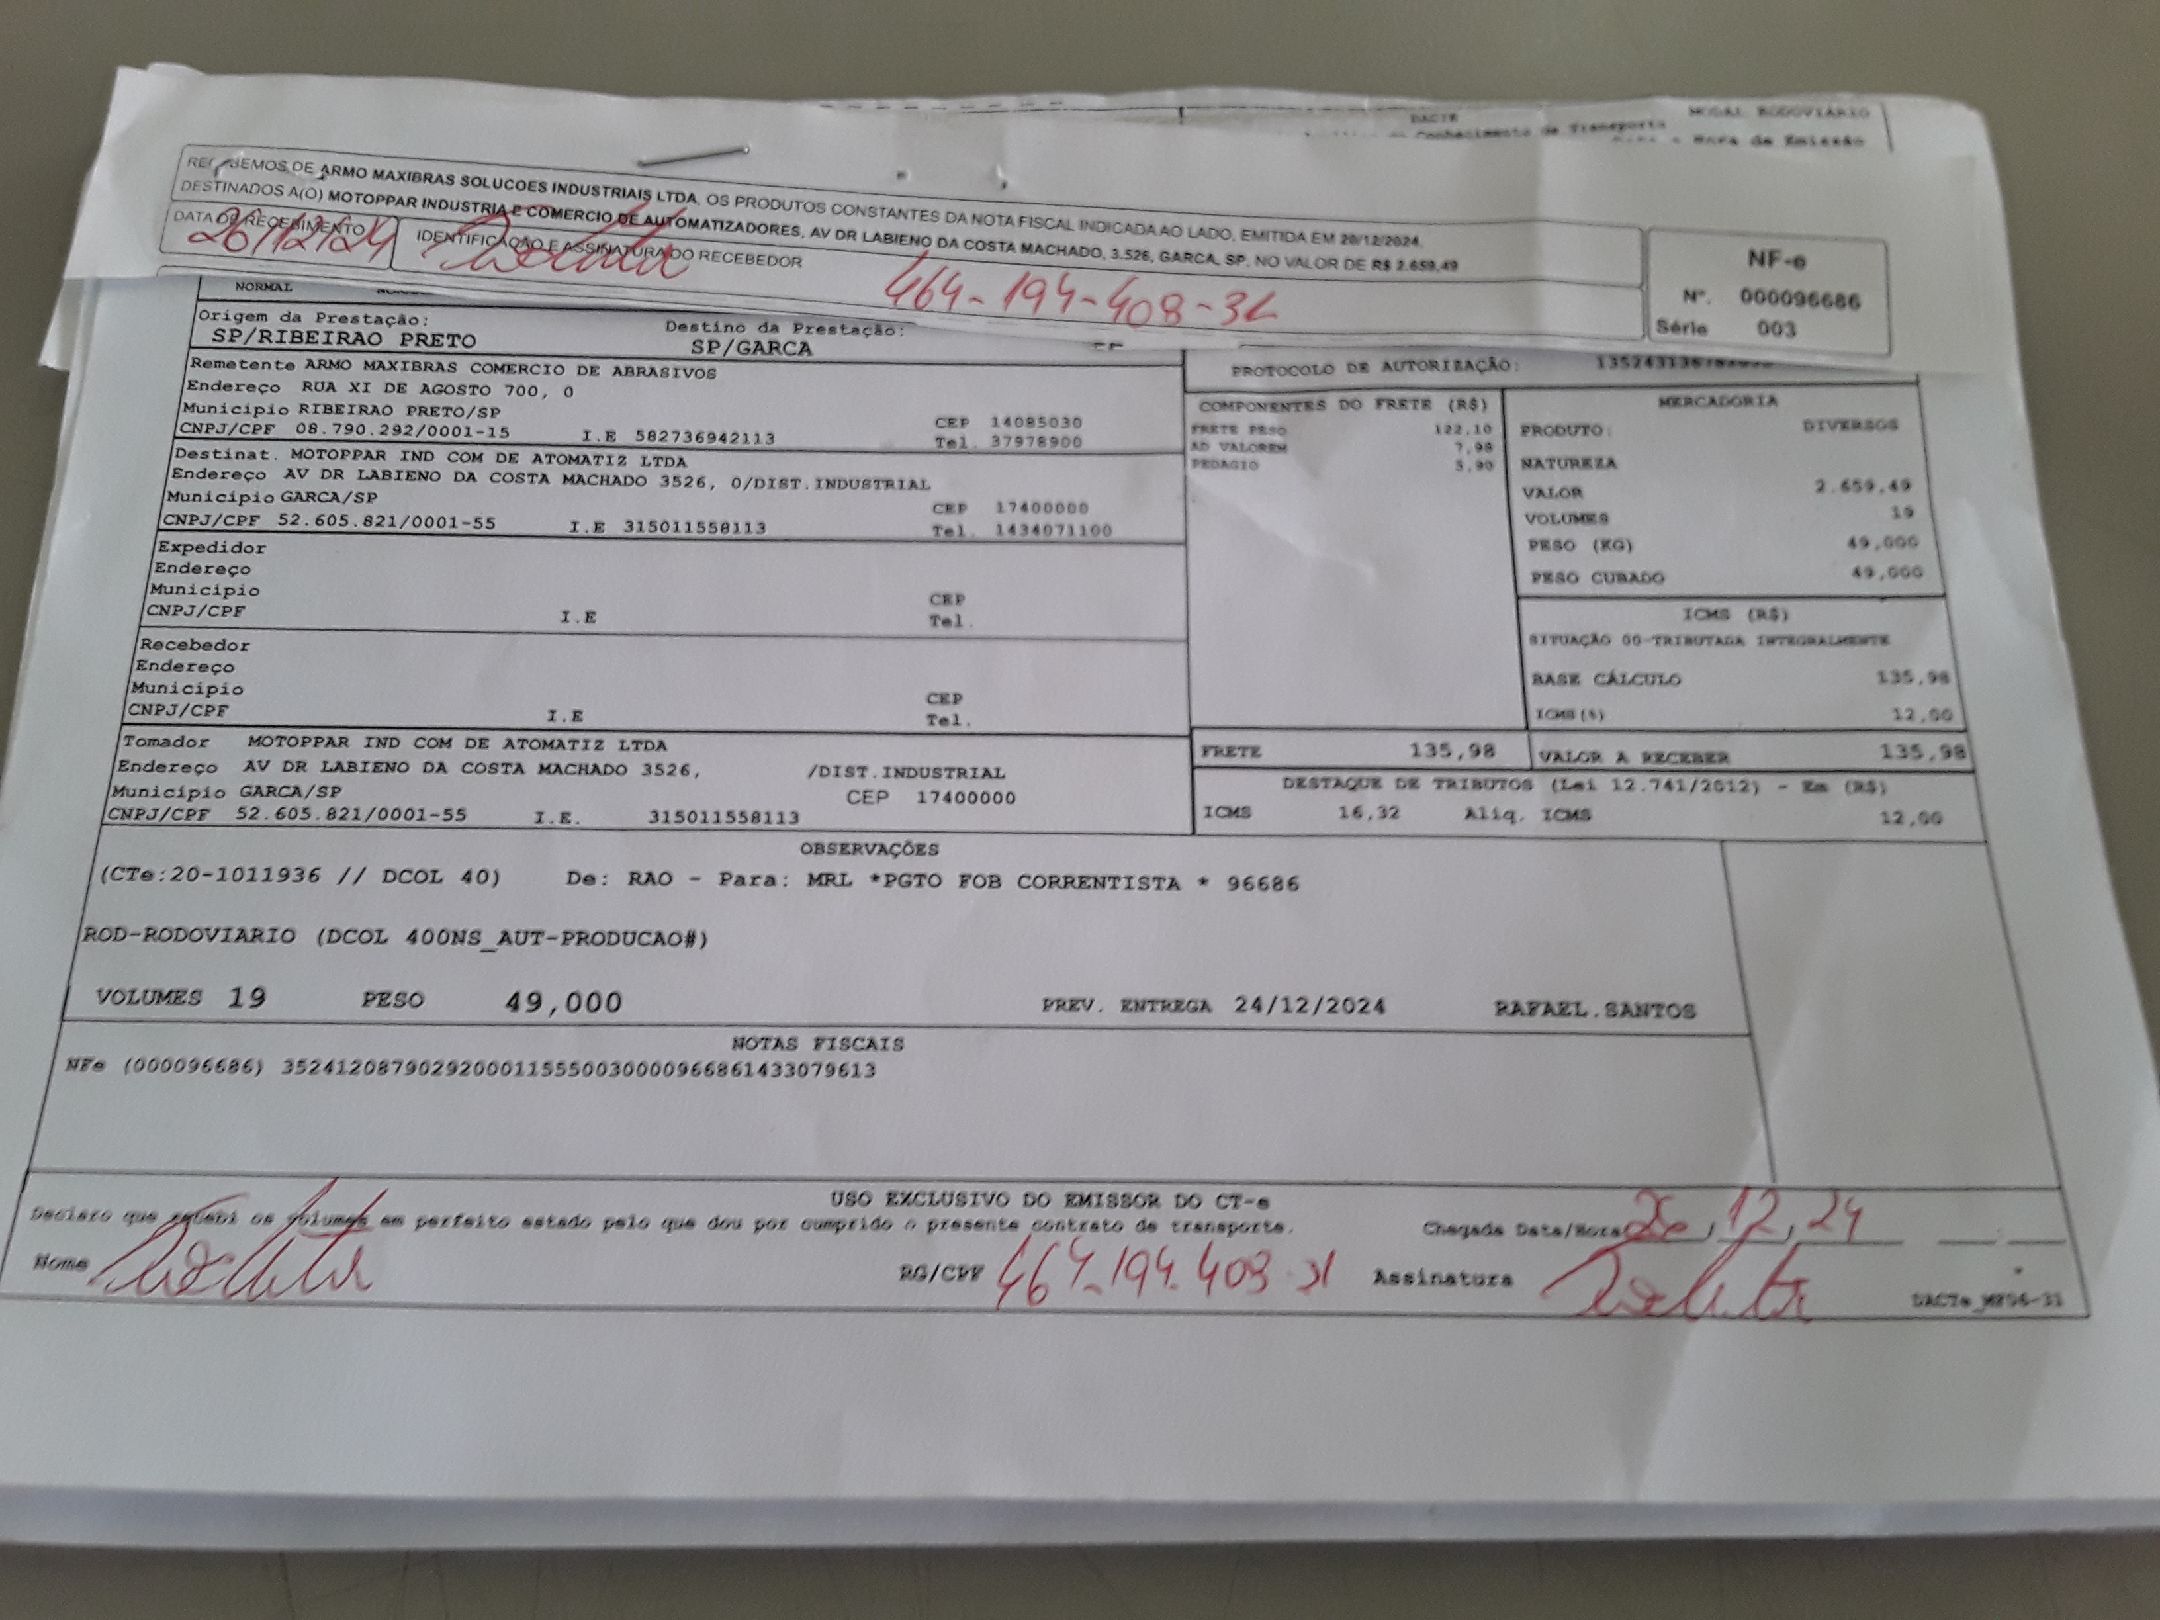 DACTE
MODAL RODOVIÁRIO
Conhecimento de Transporte
Hora de Emissão
RECEBEMOS DE ARMO MAXIBRAS SOLUCOES INDUSTRIAIS LTDA, OS PRODUTOS CONSTANTES DA NOTA FISCAL INDICADA AO LADO, EMITIDA EM 20/12/2024,
DESTINADOS A(O) MOTOPPAR INDUSTRIA E COMERCIO DE AUTOMATIZADORES, AV DR LABIENO DA COSTA MACHADO, 3.526, GARCA, SP, NO VALOR DE R$ 2.659,49
DATA DE RECEBIMENTO
26/12/24
IDENTIFICAÇÃO E ASSINATURA DO RECEBEDOR
464-194-408-31
NF-e
Nº. 000096686
Série 003
NORMAL
Origem da Prestação:
SP/RIBEIRAO PRETO
Destino da Prestação:
SP/GARCA
Remetente ARMO MAXIBRAS COMERCIO DE ABRASIVOS
Endereço RUA XI DE AGOSTO 700, 0
Município RIBEIRAO PRETO/SP CEP 14085030
CNPJ/CPF 08.790.292/0001-15 I.E 582736942113 Tel. 37978900
Destinat. MOTOPPAR IND COM DE ATOMATIZ LTDA
Endereço AV DR LABIENO DA COSTA MACHADO 3526, 0/DIST.INDUSTRIAL
Município GARCA/SP CEP 17400000
CNPJ/CPF 52.605.821/0001-55 I.E 315011558113 Tel. 1434071100
Expedidor
Endereço
Município CEP
CNPJ/CPF I.E Tel.
Recebedor
Endereço
Município CEP
CNPJ/CPF I.E Tel.
Tomador MOTOPPAR IND COM DE ATOMATIZ LTDA
Endereço AV DR LABIENO DA COSTA MACHADO 3526, /DIST.INDUSTRIAL
Município GARCA/SP CEP 17400000
CNPJ/CPF 52.605.821/0001-55 I.E. 315011558113
PROTOCOLO DE AUTORIZAÇÃO:
COMPONENTES DO FRETE (R$)
FRETE PESO 122,10
AD VALOREM 7,98
PEDAGIO 5,90
MERCADORIA
PRODUTO: DIVERSOS
NATUREZA
VALOR 2.659,49
VOLUMES 19
PESO (KG) 49,000
PESO CUBADO 49,000
ICMS (R$)
SITUAÇÃO 00-TRIBUTADA INTEGRALMENTE
BASE CÁLCULO 135,98
ICMS(%) 12,00
FRETE 135,98
VALOR A RECEBER 135,98
DESTAQUE DE TRIBUTOS (Lei 12.741/2012) - Em (R$)
ICMS 16,32 Aliq. ICMS 12,00
OBSERVAÇÕES
(CTe:20-1011936 // DCOL 40) De: RAO - Para: MRL *PGTO FOB CORRENTISTA * 96686
ROD-RODOVIARIO (DCOL 400NS_AUT-PRODUCAO#)
VOLUMES 19 PESO 49,000 PREV. ENTREGA 24/12/2024 RAFAEL.SANTOS
NOTAS FISCAIS
NFe (000096686) 35241208790292000115550030000966861433079613
USO EXCLUSIVO DO EMISSOR DO CT-e
Declaro que recebi os volumes em perfeito estado pelo que dou por cumprido o presente contrato de transporte.
Chegada Data/Hora 26/12/24
Nome
RG/CPF 464-194.408-31
Assinatura